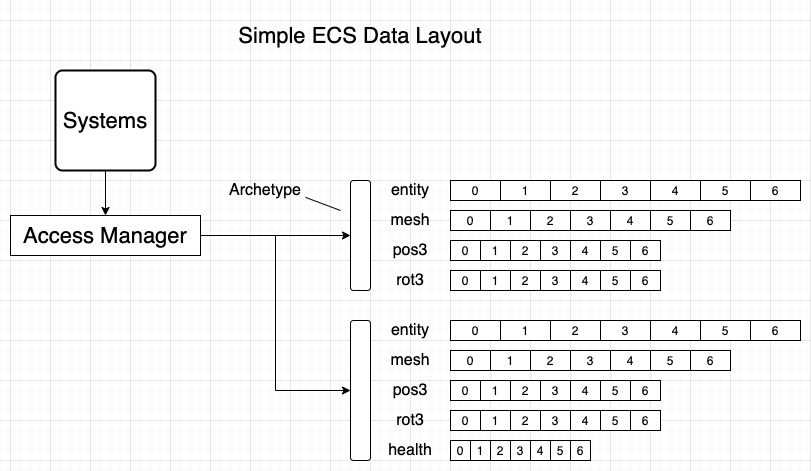 Simple ECS Data Layout
Systems
Access Manager
Archetype
entity 0 1 2 3 4 5 6
mesh 0 1 2 3 4 5 6
pos3 0 1 2 3 4 5 6
rot3 0 1 2 3 4 5 6
entity 0 1 2 3 4 5 6
mesh 0 1 2 3 4 5 6
pos3 0 1 2 3 4 5 6
rot3 0 1 2 3 4 5 6
health 0 1 2 3 4 5 6